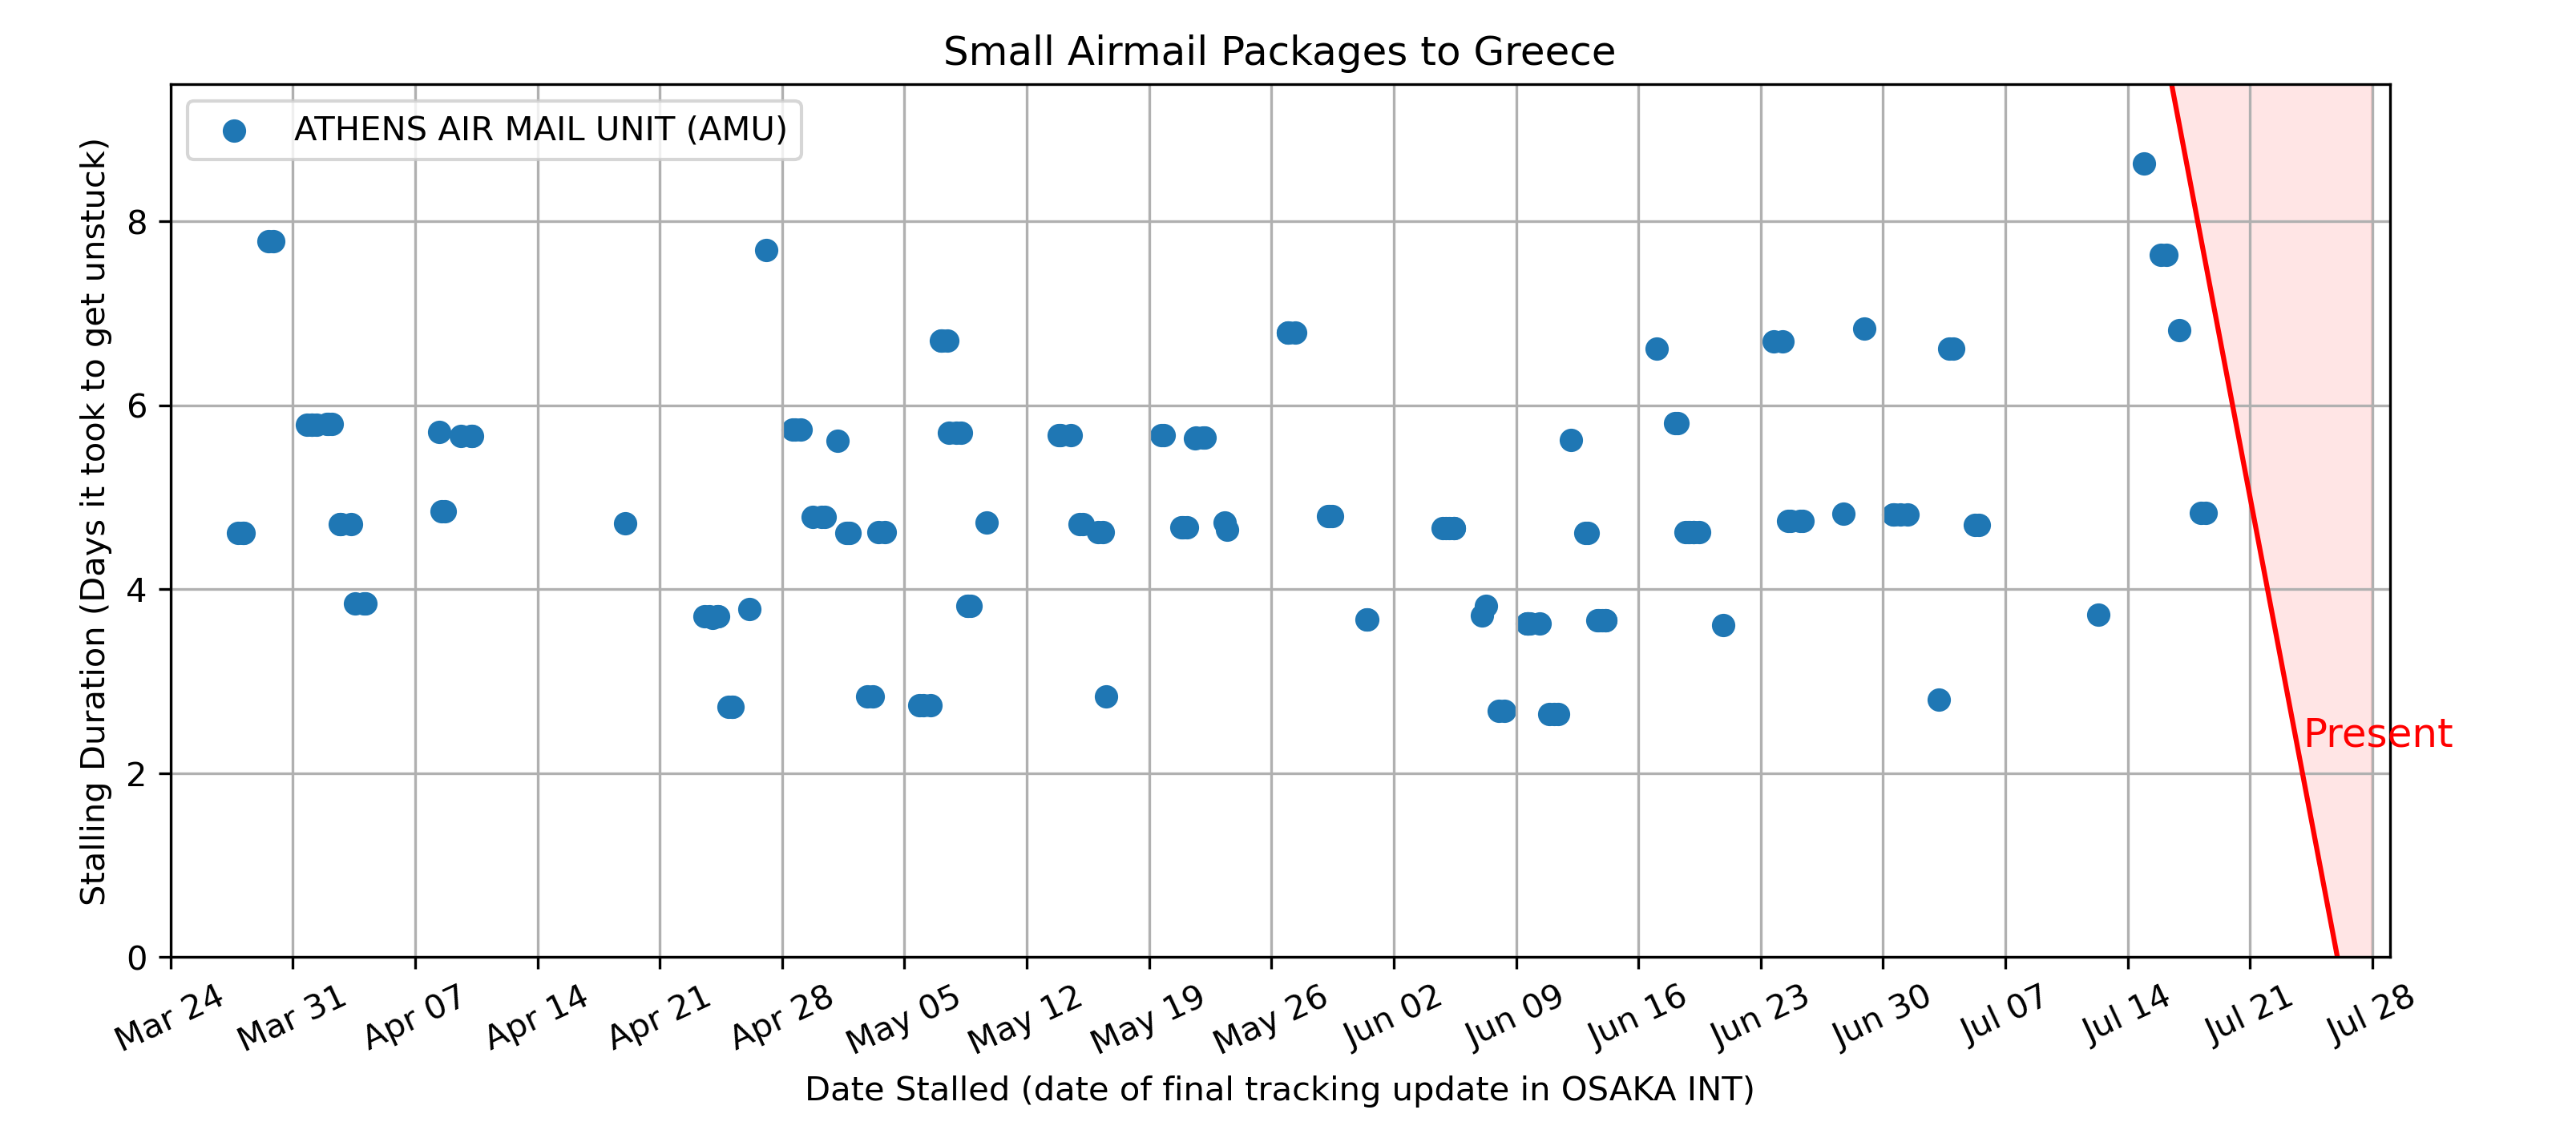 Small Airmail Packages to Greece
ATHENS AIR MAIL UNIT (AMU)
Stalling Duration (Days it took to get unstuck)
8
6
4
2
0
Present
Mar 24
Mar 31
Apr 07
Apr 14
Apr 21
Apr 28
May 05
May 12
May 19
May 26
Jun 02
Jun 09
Jun 16
Jun 23
Jun 30
Jul 07
Jul 14
Jul 21
Jul 28
Date Stalled (date of final tracking update in OSAKA INT)